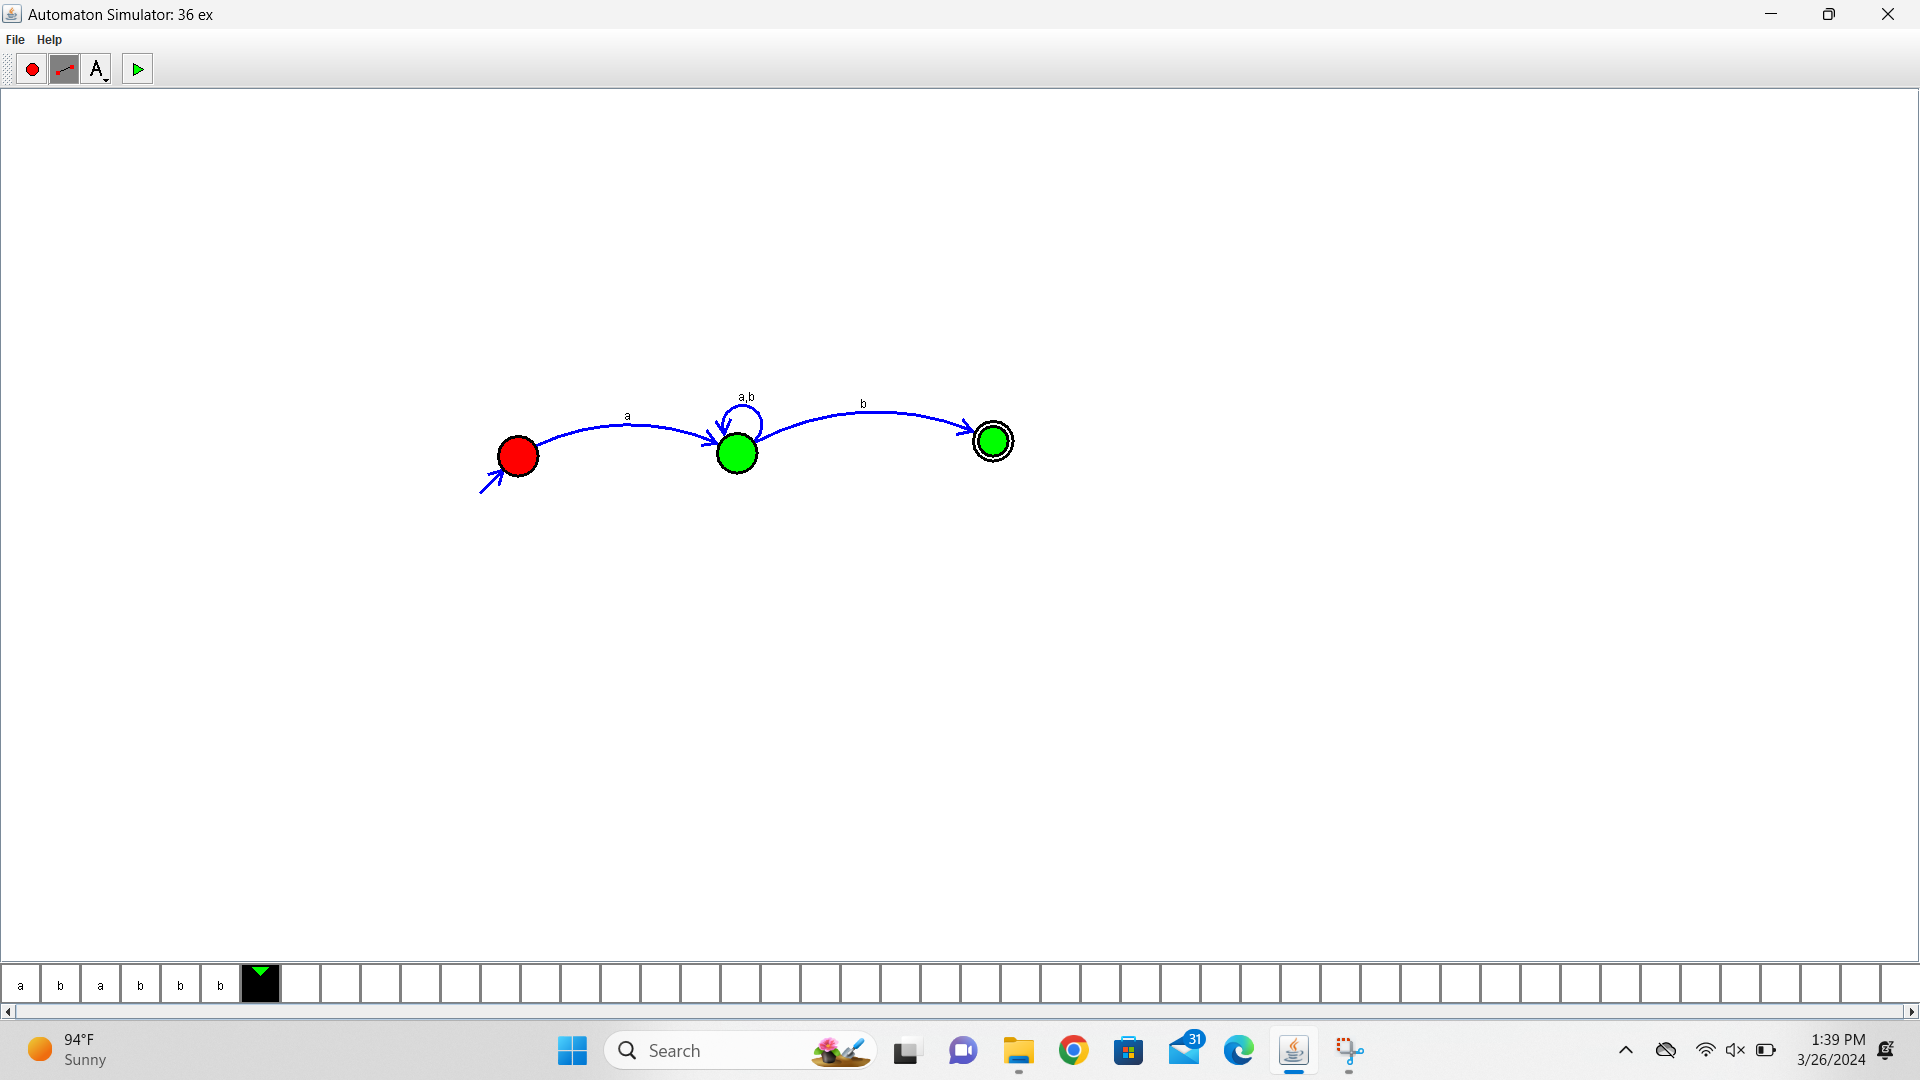 Automaton Simulator: 36 ex
File Help
A
a
a,b
b
a b a b b b
94°F
Sunny
Search
31
1:39 PM
3/26/2024